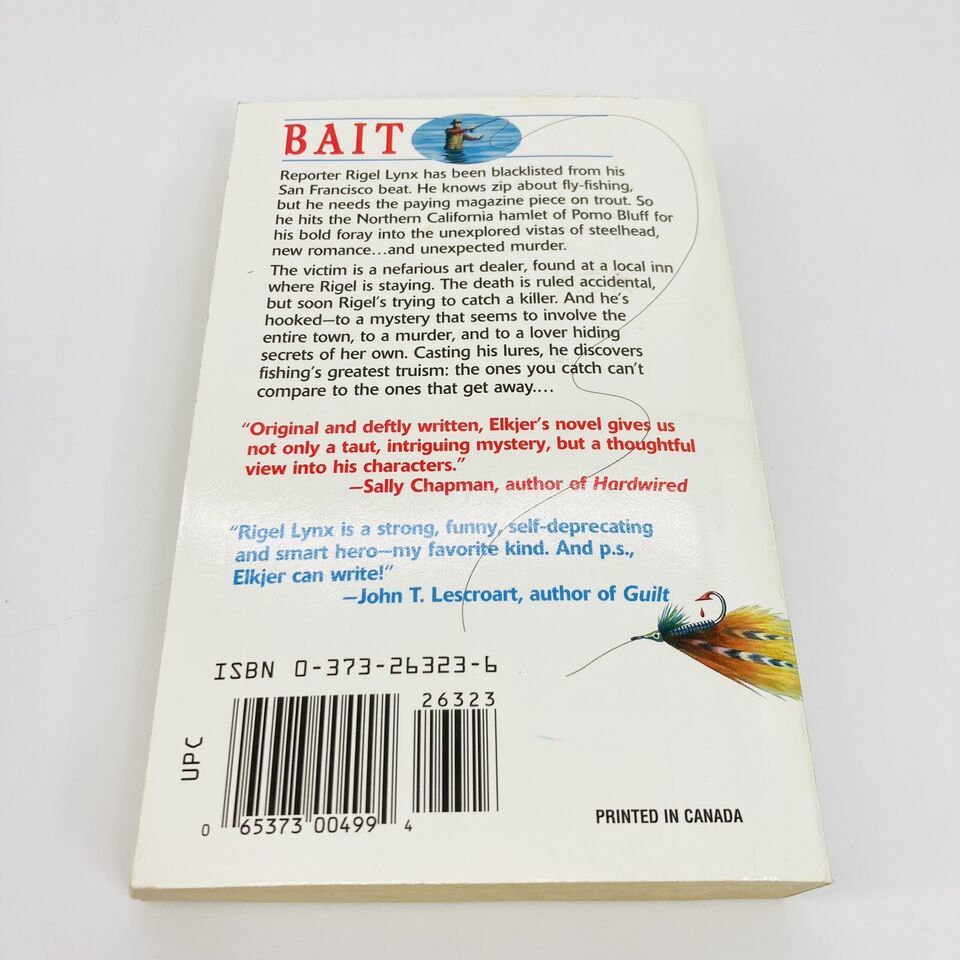 BAIT
Reporter Rigel Lynx has been blacklisted from his
San Francisco beat. He knows zip about fly-fishing,
but he needs the paying magazine piece on trout. So
he hits the Northern California hamlet of Pomo Bluff for
his bold foray into the unexplored vistas of steelhead,
new romance...and unexpected murder.
The victim is a nefarious art dealer, found at a local inn
where Rigel is staying. The death is ruled accidental,
but soon Rigel's trying to catch a killer. And he's
hooked—to a mystery that seems to involve the
entire town, to a murder, and to a lover hiding
secrets of her own. Casting his lures, he discovers
fishing's greatest truism: the ones you catch can't
compare to the ones that get away....
"Original and deftly written, Elkjer's novel gives us
not only a taut, intriguing mystery, but a thoughtful
view into his characters."
—Sally Chapman, author of Hardwired
"Rigel Lynx is a strong, funny, self-deprecating
and smart hero—my favorite kind. And p.s.,
Elkjer can write!"
—John T. Lescroart, author of Guilt
ISBN 0-373-26323-6
26323
UPC
0 65373 00499 4
PRINTED IN CANADA